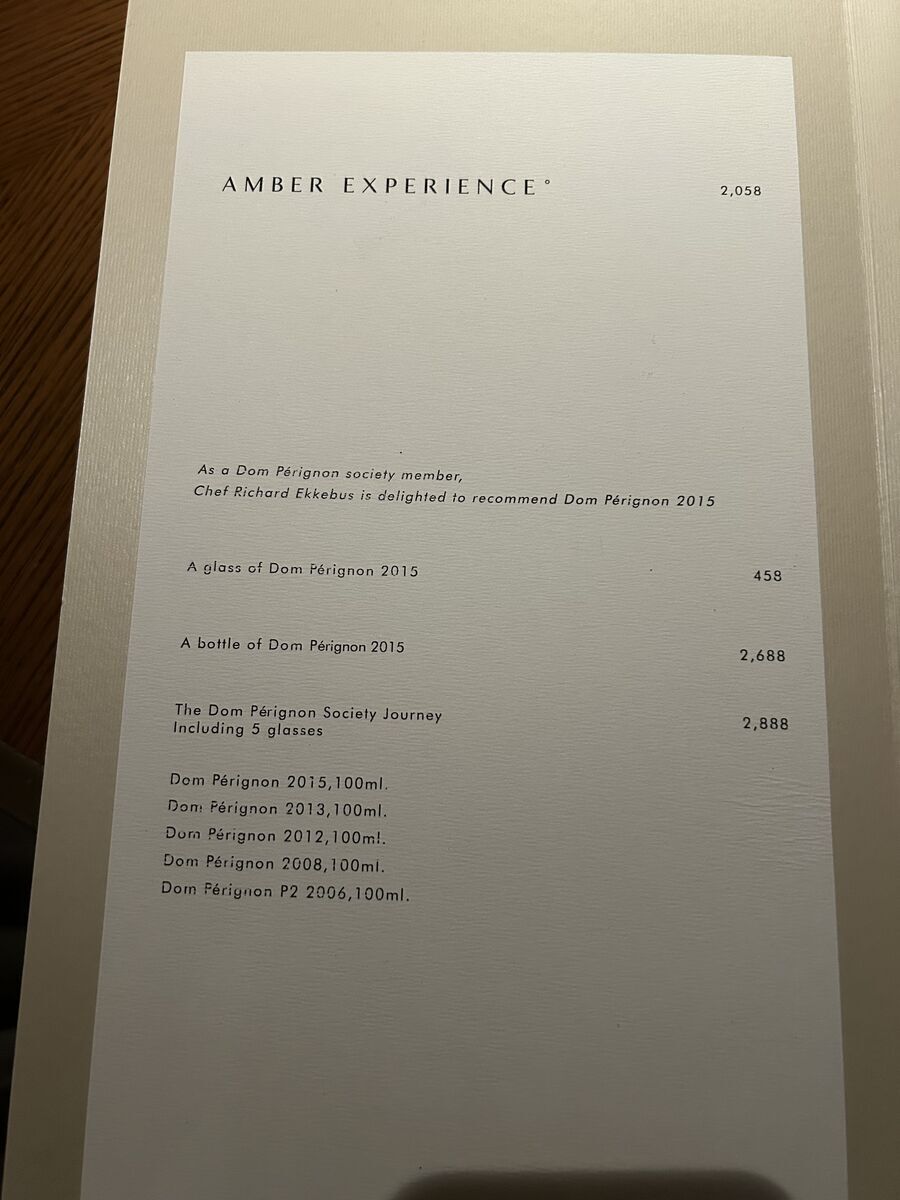 AMBER EXPERIENCE° 2,058
As a Dom Pérignon society member,
Chef Richard Ekkebus is delighted to recommend Dom Pérignon 2015
A glass of Dom Pérignon 2015 458
A bottle of Dom Pérignon 2015 2,688
The Dom Pérignon Society Journey 2,888
Including 5 glasses
Dom Pérignon 2015,100ml.
Dom Pérignon 2013,100ml.
Dom Pérignon 2012,100ml.
Dom Pérignon 2008,100ml.
Dom Pérignon P2 2006,100ml.